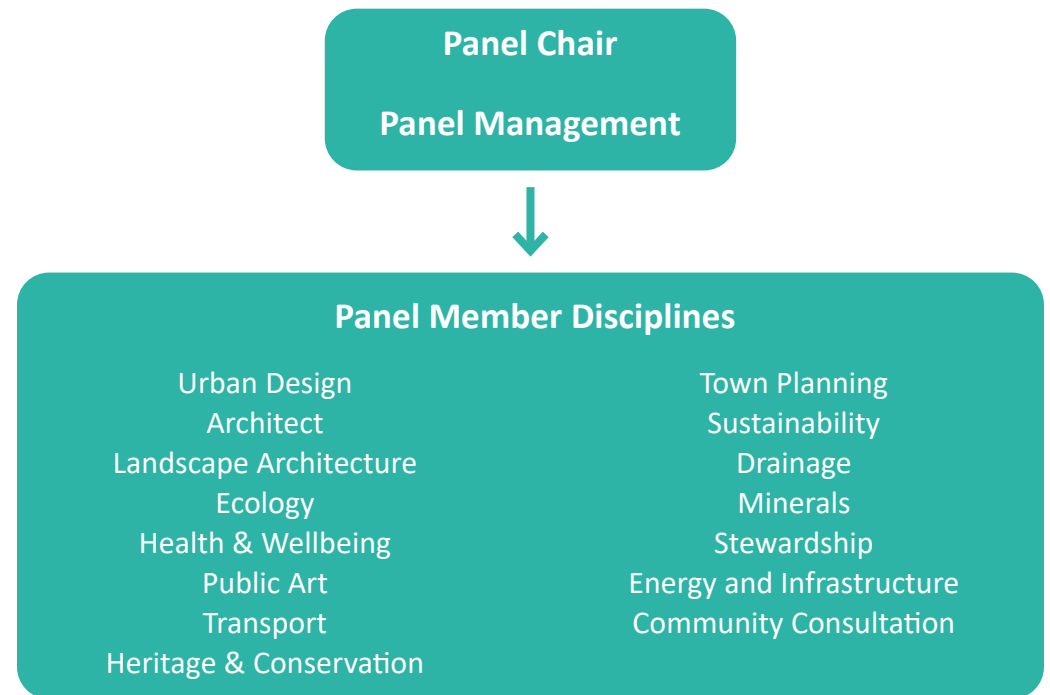 Panel Chair
Panel Management
Panel Member Disciplines
Urban Design
Architect
Landscape Architecture
Ecology
Health & Wellbeing
Public Art
Transport
Heritage & Conservation
Town Planning
Sustainability
Drainage
Minerals
Stewardship
Energy and Infrastructure
Community Consultation